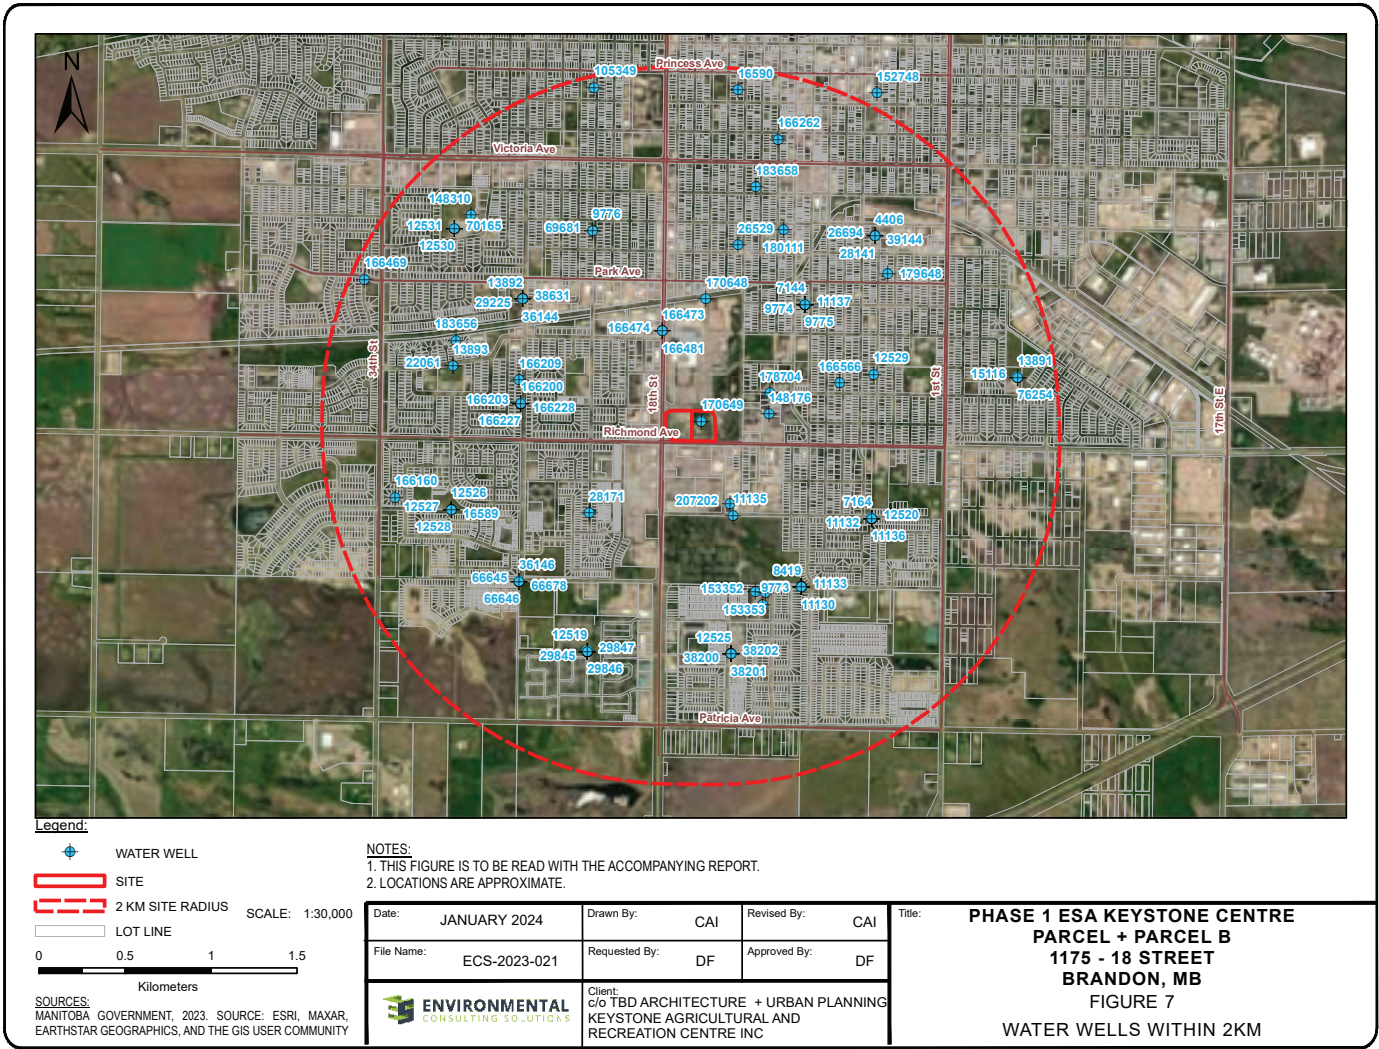 N
Princess Ave
105349
16590
152748
166262
Victoria Ave
183658
148310
12531
70165
12530
9776
69681
26529
180111
4406
26694
39144
28141
166469
Park Ave
179648
13892
38631
29225
36144
170648
7144
11137
9774
9775
166473
166474
166481
183656
13893
22061
34th St
18th St
1st St
17th St E
166209
166200
166203
166228
166227
178704
148176
166566
12529
13891
15116
76254
170649
Richmond Ave
166160
12526
12527
16589
12528
28171
207202
11135
7164
12520
11132
11136
36146
66645
66678
66646
8419
153352
9773
11133
153353
11130
12519
29847
29845
29846
12525
38202
38200
38201
Patricia Ave
Legend:
WATER WELL
SITE
2 KM SITE RADIUS
SCALE: 1:30,000
LOT LINE
0 0.5 1 1.5
Kilometers
SOURCES:
MANITOBA GOVERNMENT, 2023. SOURCE: ESRI, MAXAR,
EARTHSTAR GEOGRAPHICS, AND THE GIS USER COMMUNITY
NOTES:
1. THIS FIGURE IS TO BE READ WITH THE ACCOMPANYING REPORT.
2. LOCATIONS ARE APPROXIMATE.
Date: JANUARY 2024
Drawn By: CAI
Revised By: CAI
File Name: ECS-2023-021
Requested By: DF
Approved By: DF
ENVIRONMENTAL
CONSULTING SOLUTIONS
Client:
c/o TBD ARCHITECTURE + URBAN PLANNING
KEYSTONE AGRICULTURAL AND
RECREATION CENTRE INC
Title:
PHASE 1 ESA KEYSTONE CENTRE
PARCEL + PARCEL B
1175 - 18 STREET
BRANDON, MB
FIGURE 7
WATER WELLS WITHIN 2KM